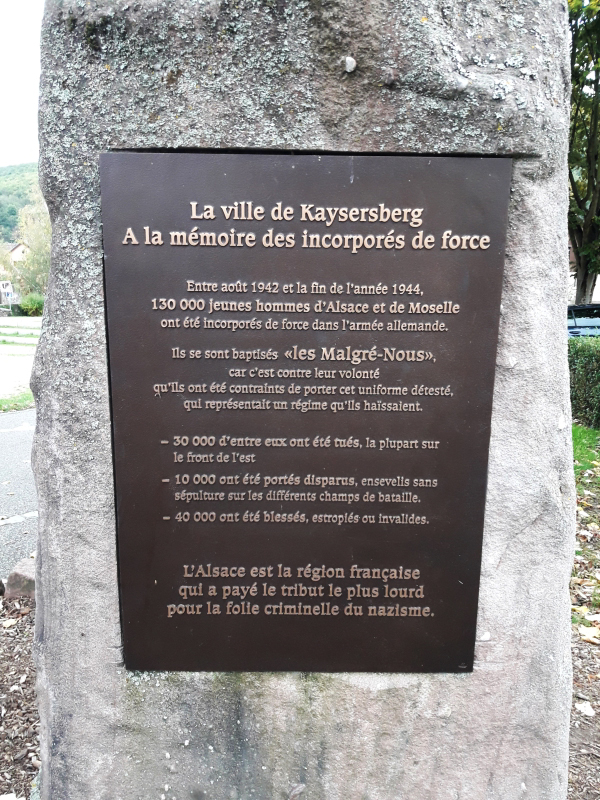 La ville de Kaysersberg
A la mémoire des incorporés de force
Entre août 1942 et la fin de l'année 1944,
130 000 jeunes hommes d'Alsace et de Moselle
ont été incorporés de force dans l'armée allemande.
Ils se sont baptisés «les Malgré-Nous»,
car c'est contre leur volonté
qu'ils ont été contraints de porter cet uniforme détesté,
qui représentait un régime qu'ils haïssaient.
– 30 000 d'entre eux ont été tués, la plupart sur
le front de l'est
– 10 000 ont été portés disparus, ensevelis sans
sépulture sur les différents champs de bataille.
– 40 000 ont été blessés, estropiés ou invalides.
L'Alsace est la région française
qui a payé le tribut le plus lourd
pour la folie criminelle du nazisme.